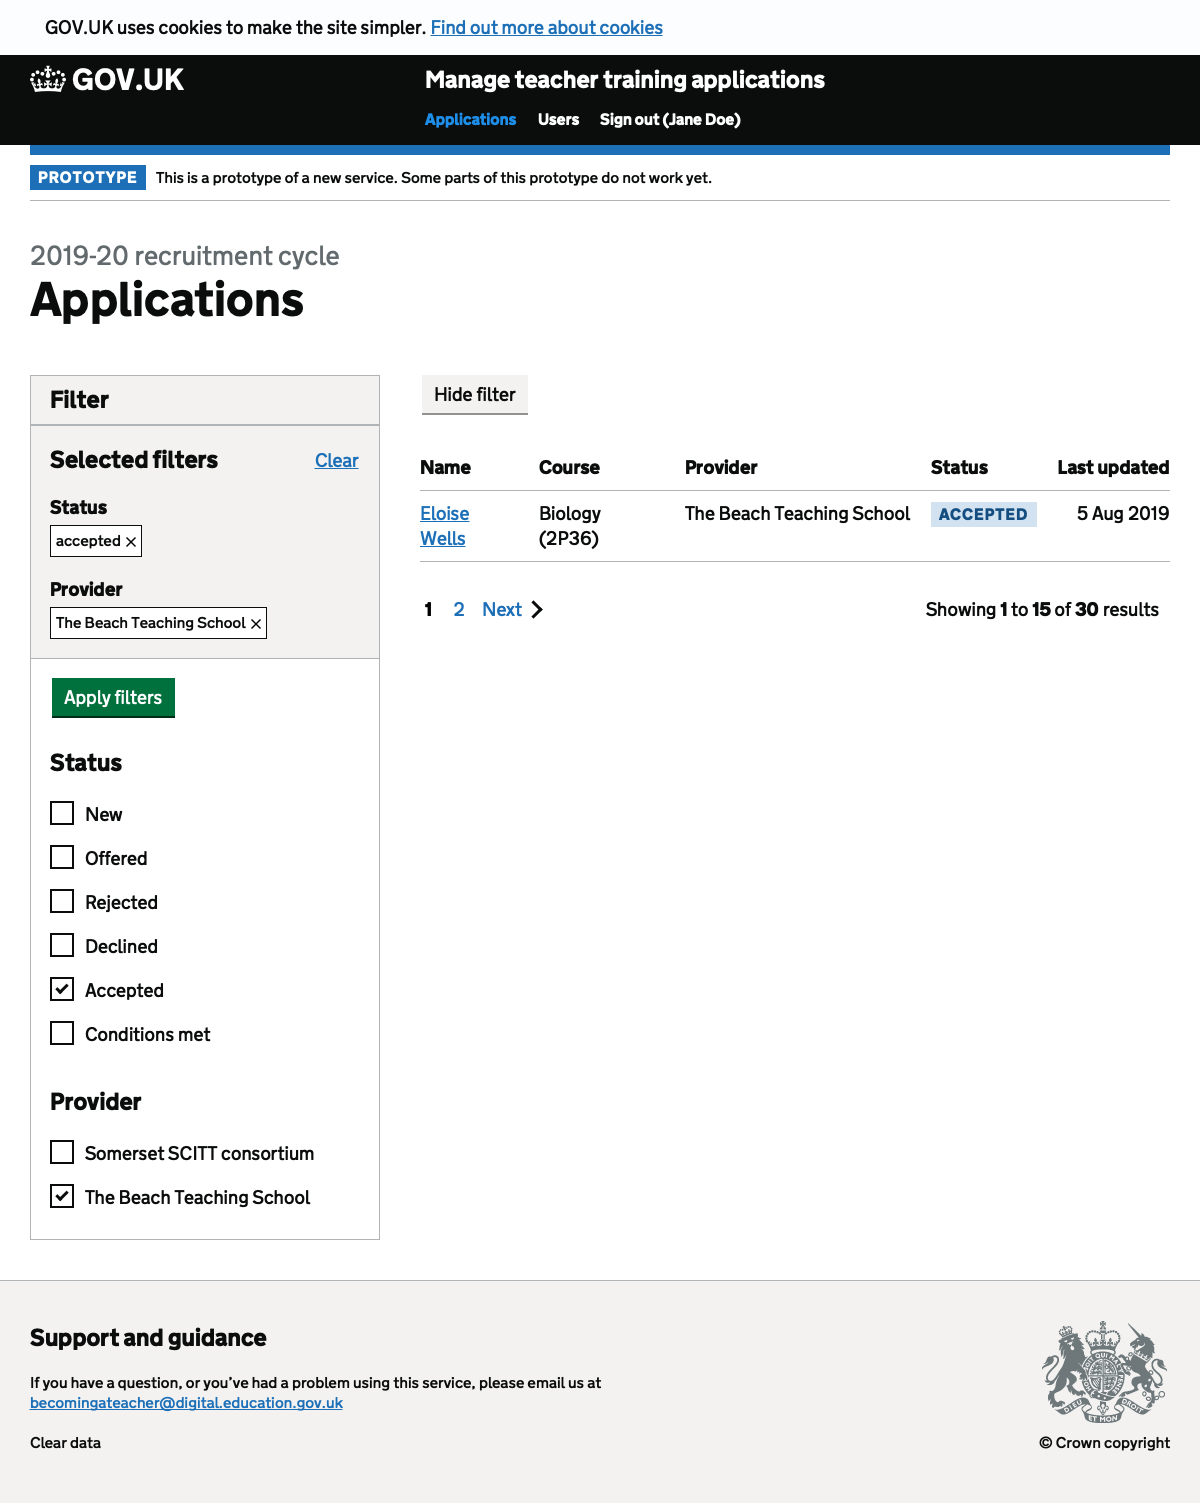 GOV.UK uses cookies to make the site simpler. Find out more about cookies
GOV.UK
Manage teacher training applications
Applications Users Sign out (Jane Doe)
PROTOTYPE This is a prototype of a new service. Some parts of this prototype do not work yet.
2019-20 recruitment cycle
Applications
Filter
Selected filters Clear
Status
accepted ×
Provider
The Beach Teaching School ×
Apply filters
Status
New
Offered
Rejected
Declined
Accepted
Conditions met
Provider
Somerset SCITT consortium
The Beach Teaching School
Hide filter
Name Course Provider Status Last updated
Eloise Biology The Beach Teaching School ACCEPTED 5 Aug 2019
Wells (2P36)
1 2 Next Showing 1 to 15 of 30 results
Support and guidance
If you have a question, or you’ve had a problem using this service, please email us at
becomingateacher@digital.education.gov.uk
Clear data
DIEU ET MON DROIT
© Crown copyright